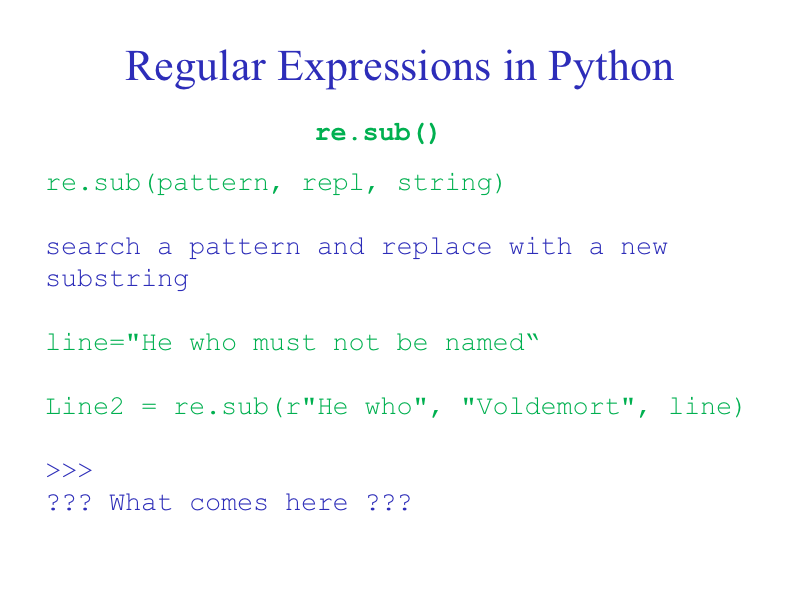 Regular Expressions in Python
re.sub()
re.sub(pattern, repl, string)
search a pattern and replace with a new
substring
line="He who must not be named“
Line2 = re.sub(r"He who", "Voldemort", line)
>>>
??? What comes here ???